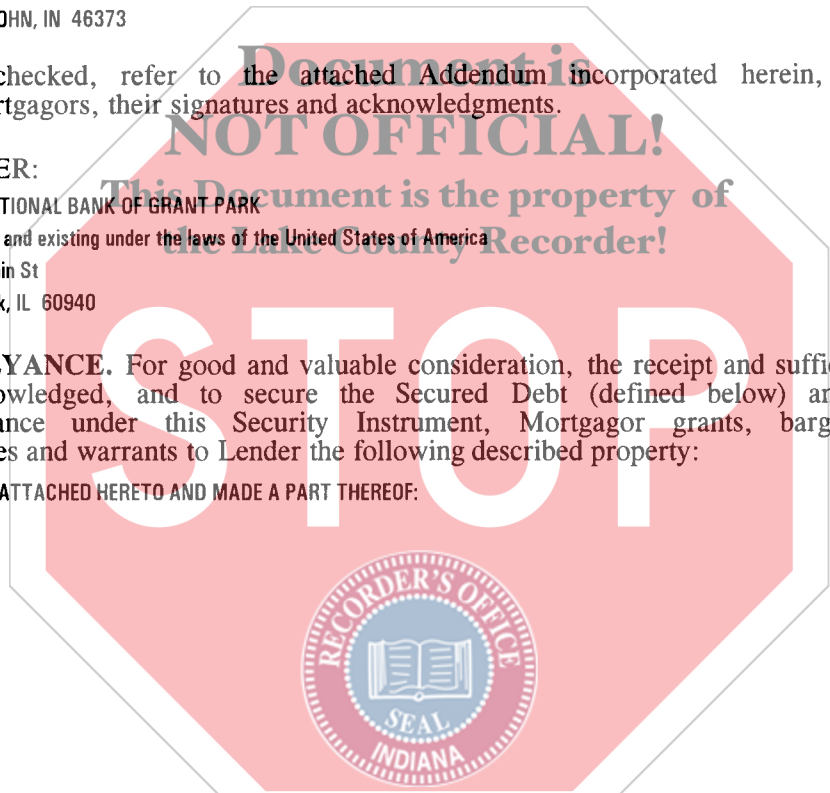 OHN, IN 46373
checked, refer to the attached Addendum incorporated herein,
rtgagors, their signatures and acknowledgments.
ER:
TIONAL BANK OF GRANT PARK
and existing under the laws of the United States of America
in St
k, IL 60940
YANCE. For good and valuable consideration, the receipt and suffi
owledged, and to secure the Secured Debt (defined below) a
ance under this Security Instrument, Mortgagor grants, barg
es and warrants to Lender the following described property:
ATTACHED HERETO AND MADE A PART THEREOF:
Document is
NOT OFFICIAL!
This Document is the property of
the Lake County Recorder!
STOP
RECORDER'S OFFICE
SEAL
INDIANA